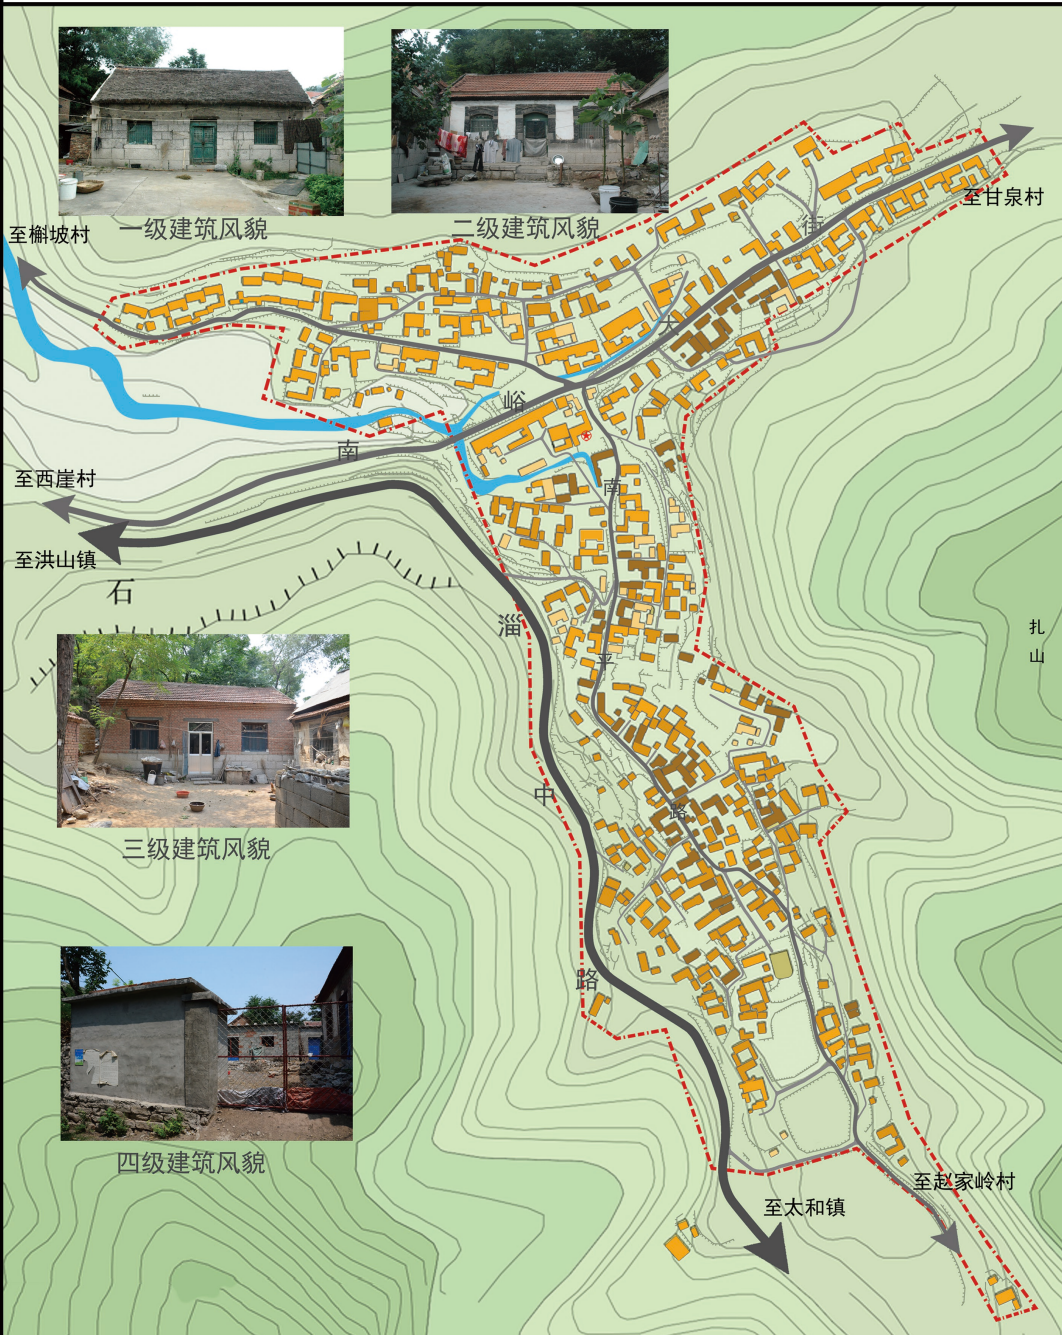 一级建筑风貌
二级建筑风貌
至槲坡村
至甘泉村
南峪大街
至西崖村
至洪山镇
石
南平路
淄中路
扎山
三级建筑风貌
四级建筑风貌
至赵家岭村
至太和镇